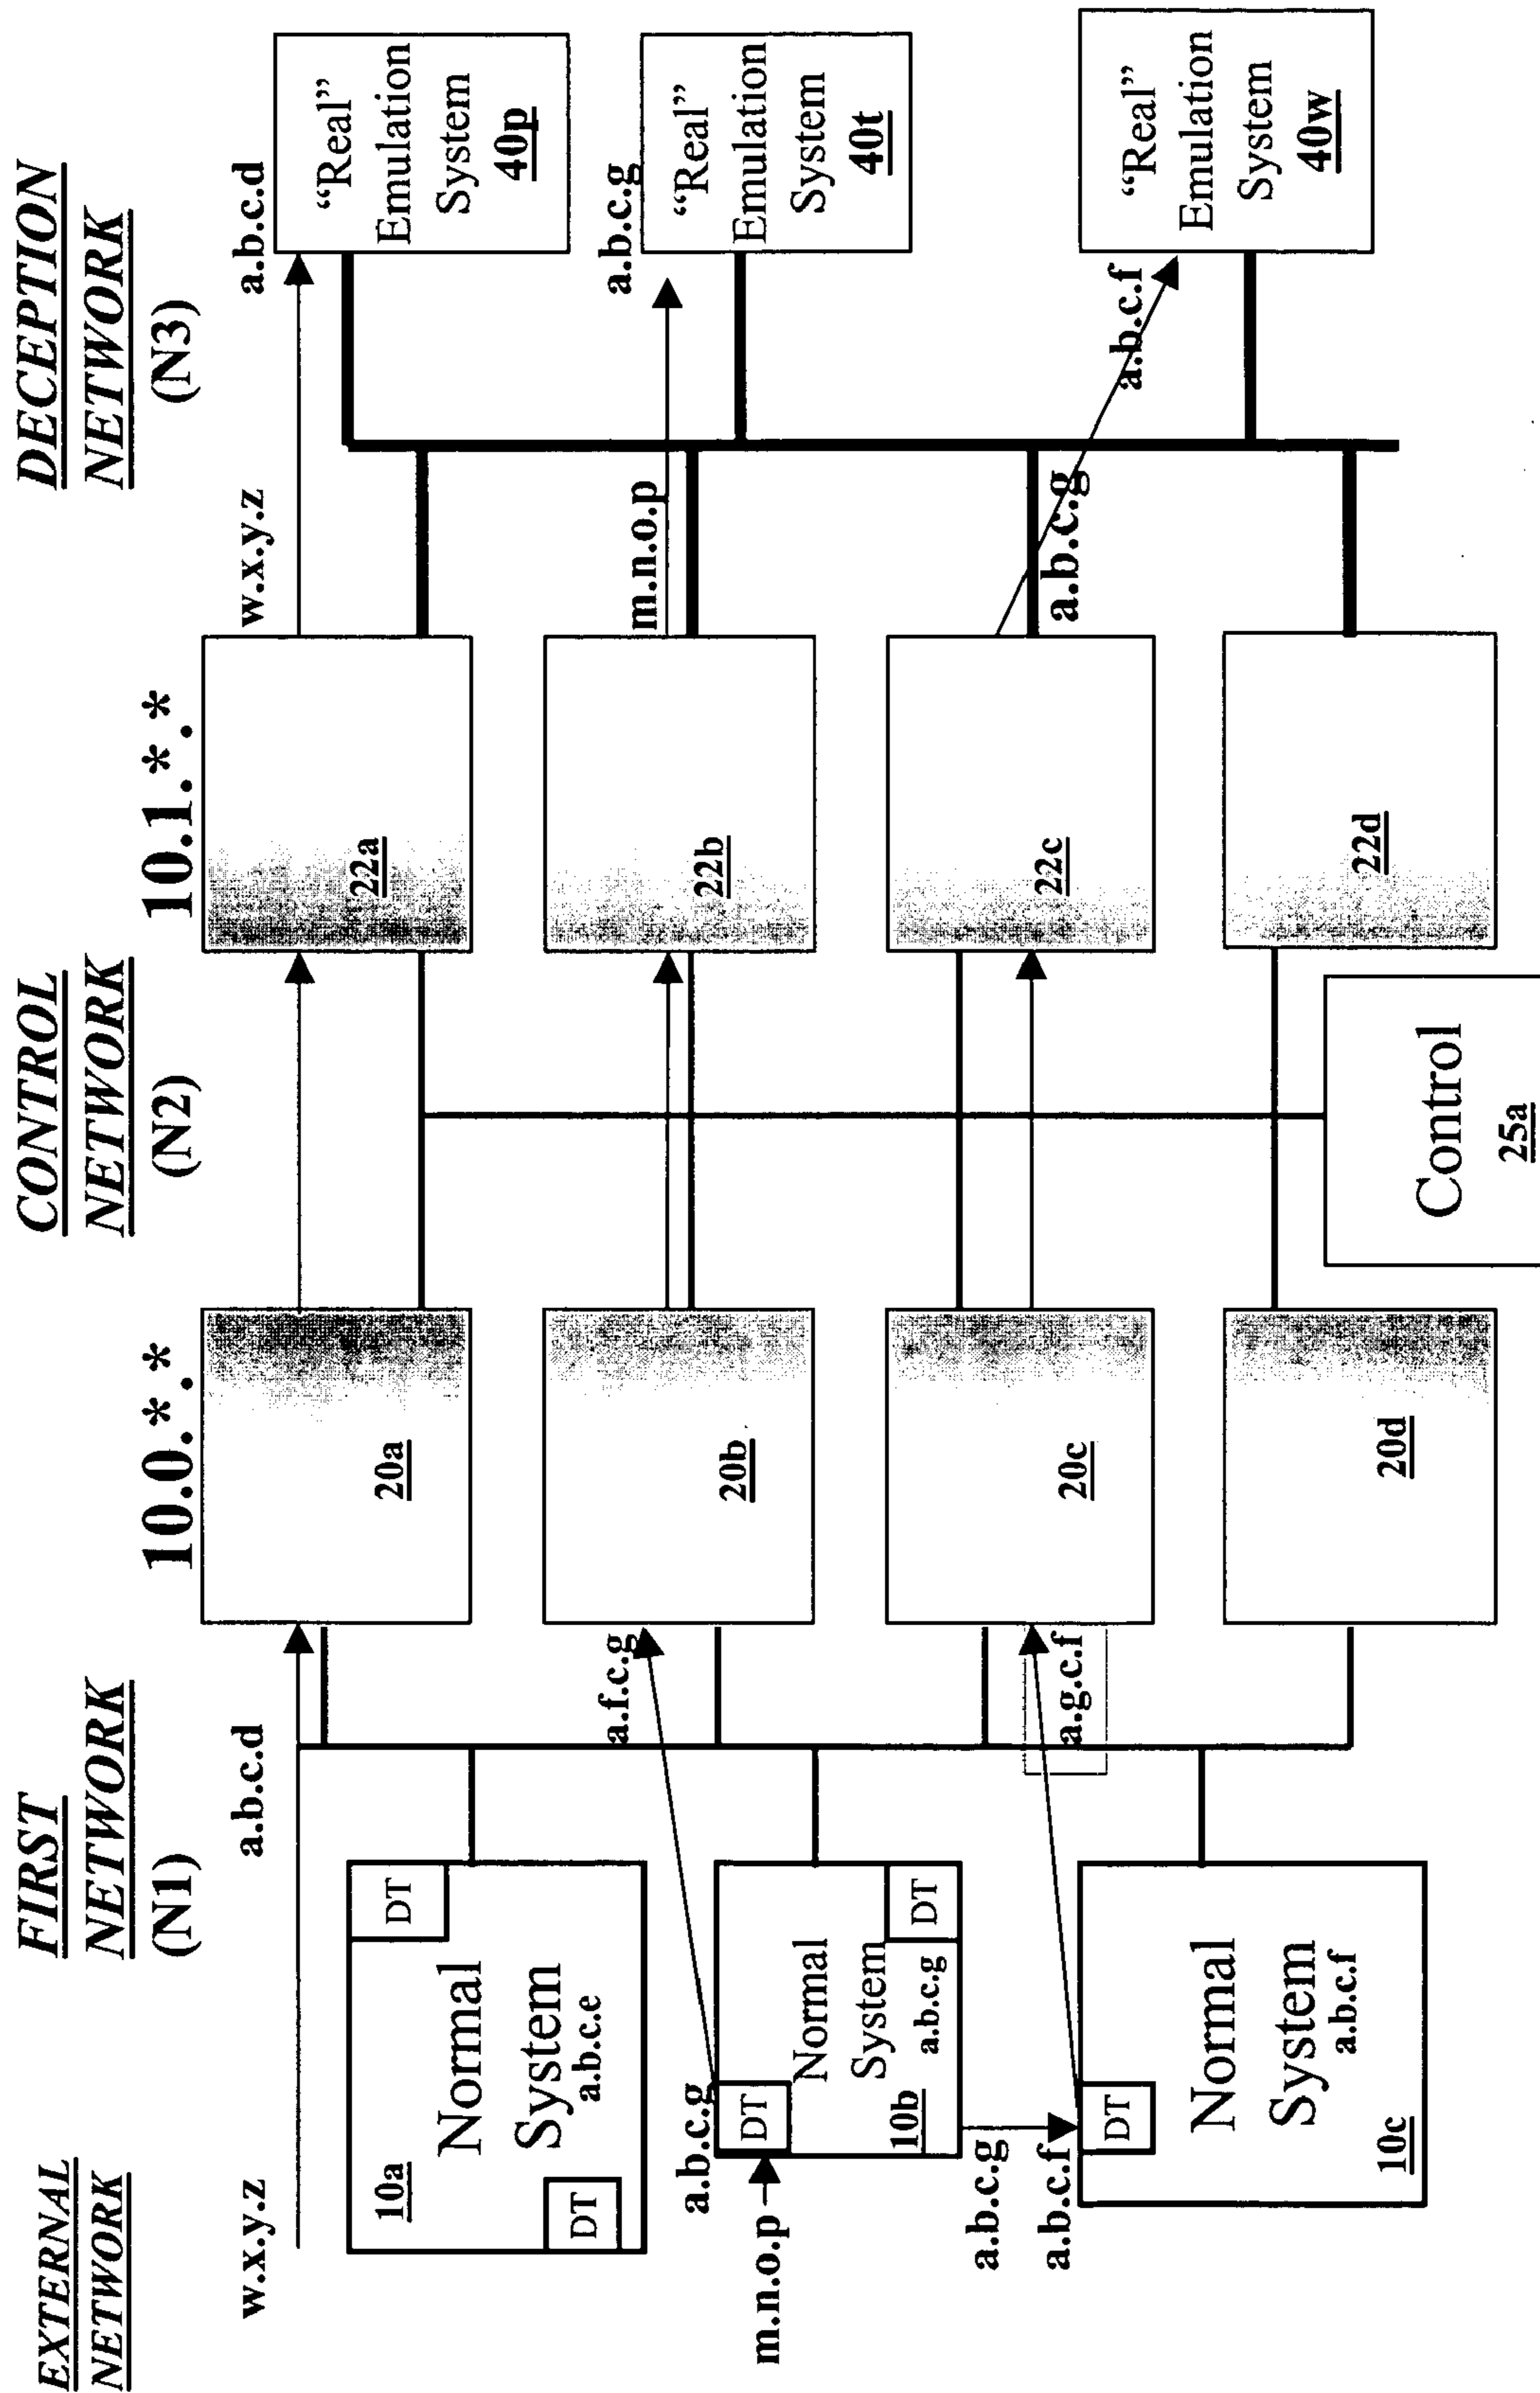 EXTERNAL
NETWORK
FIRST
NETWORK
(N1)
CONTROL
NETWORK
(N2)
DECEPTION
NETWORK
(N3)
10.0.*.*
10.1.*.*
w.x.y.z
a.b.c.d
w.x.y.z
a.b.c.d
10a
Normal
System
a.b.c.e
DT
DT
20a
22a
"Real"
Emulation
System
40p
a.b.c.g
a.f.c.g
m.n.o.p
a.b.c.g
m.n.o.p
DT
Normal
System
a.b.c.g
10b
DT
20b
22b
"Real"
Emulation
System
40t
a.b.c.g
a.b.c.f
a.g.c.f
a.b.c.g
a.b.c.f
DT
Normal
System
a.b.c.f
10c
20c
22c
"Real"
Emulation
System
40w
20d
22d
Control
25a